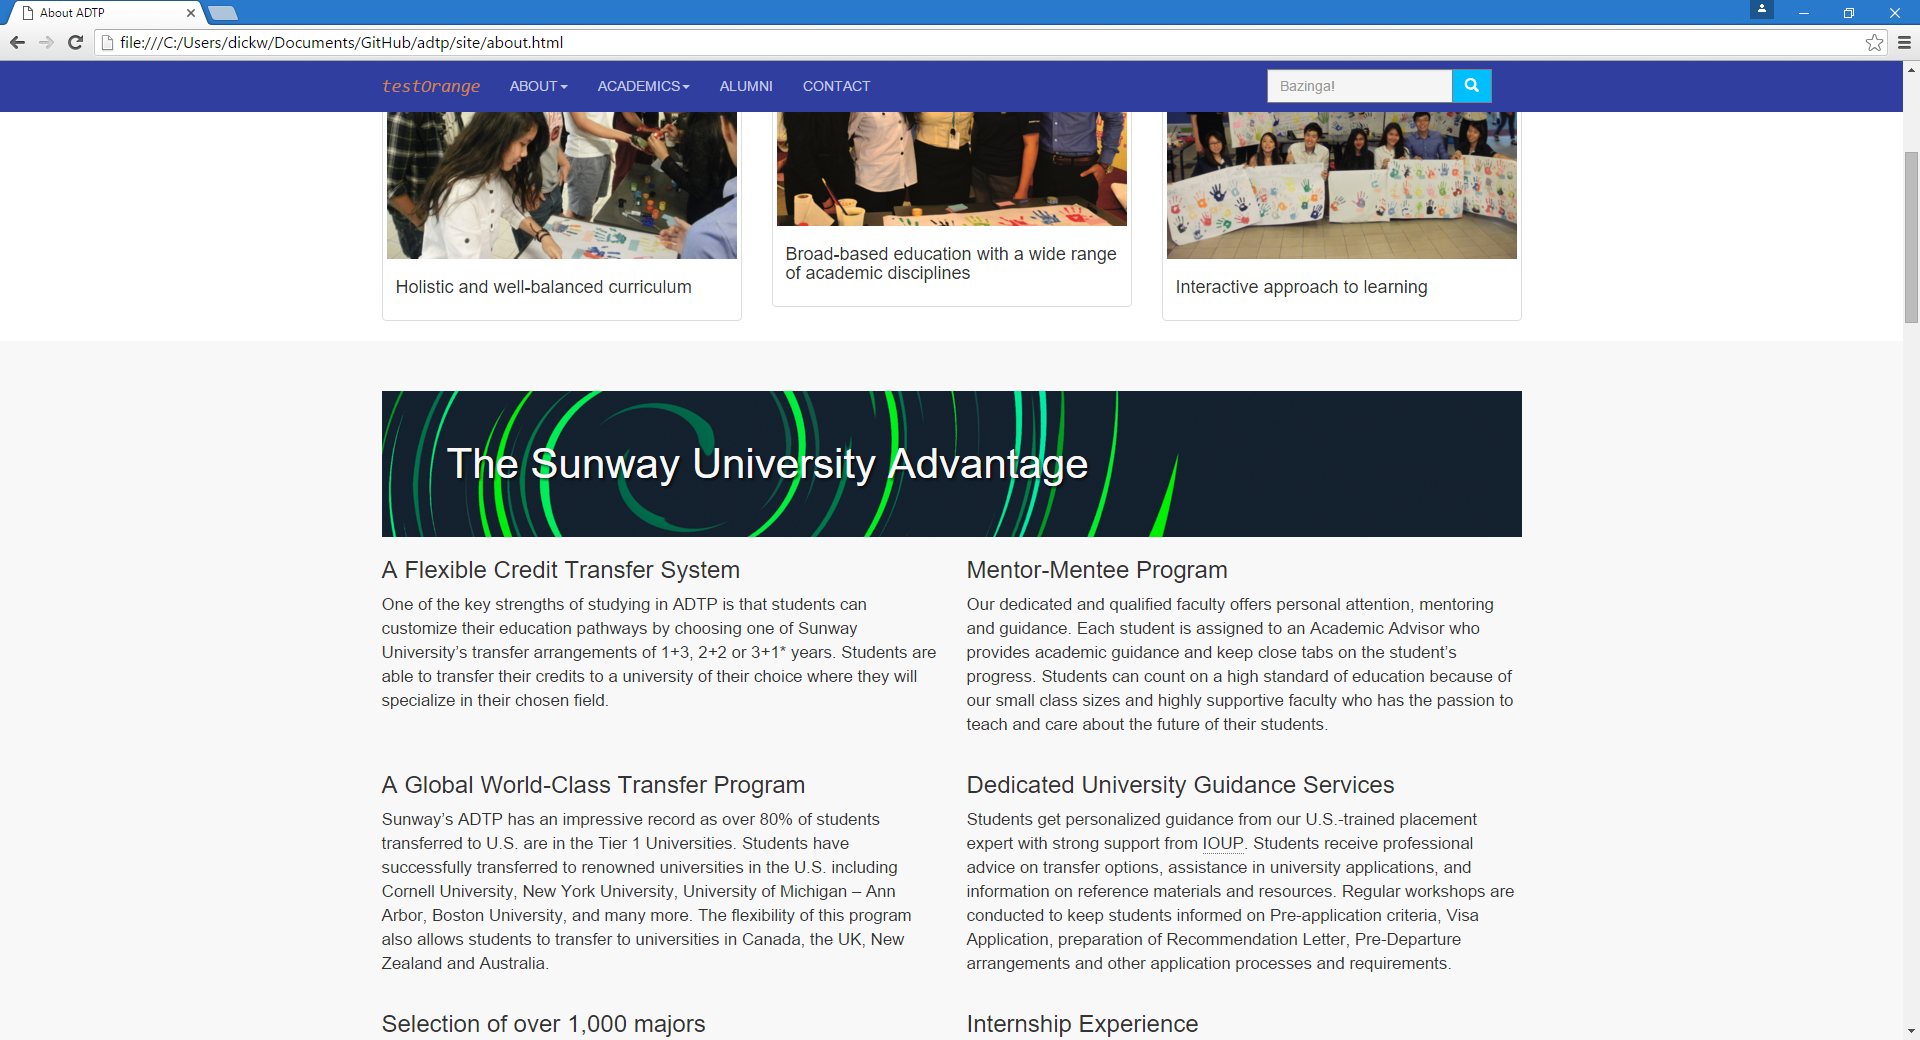 About ADTP
file:///C:/Users/dickw/Documents/GitHub/adtp/site/about.html
testOrange ABOUT ACADEMICS ALUMNI CONTACT Bazinga!
Holistic and well-balanced curriculum
Broad-based education with a wide range
of academic disciplines
Interactive approach to learning
The Sunway University Advantage
A Flexible Credit Transfer System
One of the key strengths of studying in ADTP is that students can
customize their education pathways by choosing one of Sunway
University’s transfer arrangements of 1+3, 2+2 or 3+1* years. Students are
able to transfer their credits to a university of their choice where they will
specialize in their chosen field.
Mentor-Mentee Program
Our dedicated and qualified faculty offers personal attention, mentoring
and guidance. Each student is assigned to an Academic Advisor who
provides academic guidance and keep close tabs on the student’s
progress. Students can count on a high standard of education because of
our small class sizes and highly supportive faculty who has the passion to
teach and care about the future of their students.
A Global World-Class Transfer Program
Sunway’s ADTP has an impressive record as over 80% of students
transferred to U.S. are in the Tier 1 Universities. Students have
successfully transferred to renowned universities in the U.S. including
Cornell University, New York University, University of Michigan – Ann
Arbor, Boston University, and many more. The flexibility of this program
also allows students to transfer to universities in Canada, the UK, New
Zealand and Australia.
Dedicated University Guidance Services
Students get personalized guidance from our U.S.-trained placement
expert with strong support from IOUP. Students receive professional
advice on transfer options, assistance in university applications, and
information on reference materials and resources. Regular workshops are
conducted to keep students informed on Pre-application criteria, Visa
Application, preparation of Recommendation Letter, Pre-Departure
arrangements and other application processes and requirements.
Selection of over 1,000 majors
Internship Experience